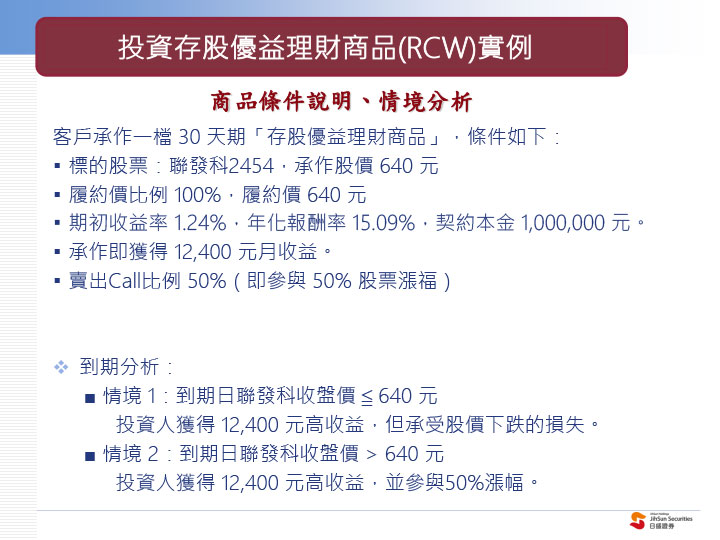 投資存股優益理財商品(RCW)實例
商品條件說明、情境分析
客戶承作一檔 30 天期「存股優益理財商品」，條件如下：
▪ 標的股票：聯發科2454，承作股價 640 元
▪ 履約價比例 100%，履約價 640 元
▪ 期初收益率 1.24%，年化報酬率 15.09%，契約本金 1,000,000 元。
▪ 承作即獲得 12,400 元月收益。
▪ 賣出Call比例 50%（即參與 50% 股票漲福）
❖ 到期分析：
■ 情境 1：到期日聯發科收盤價 ≦ 640 元
投資人獲得 12,400 元高收益，但承受股價下跌的損失。
■ 情境 2：到期日聯發科收盤價 > 640 元
投資人獲得 12,400 元高收益，並參與50%漲幅。
JihSun Securities
日盛證券